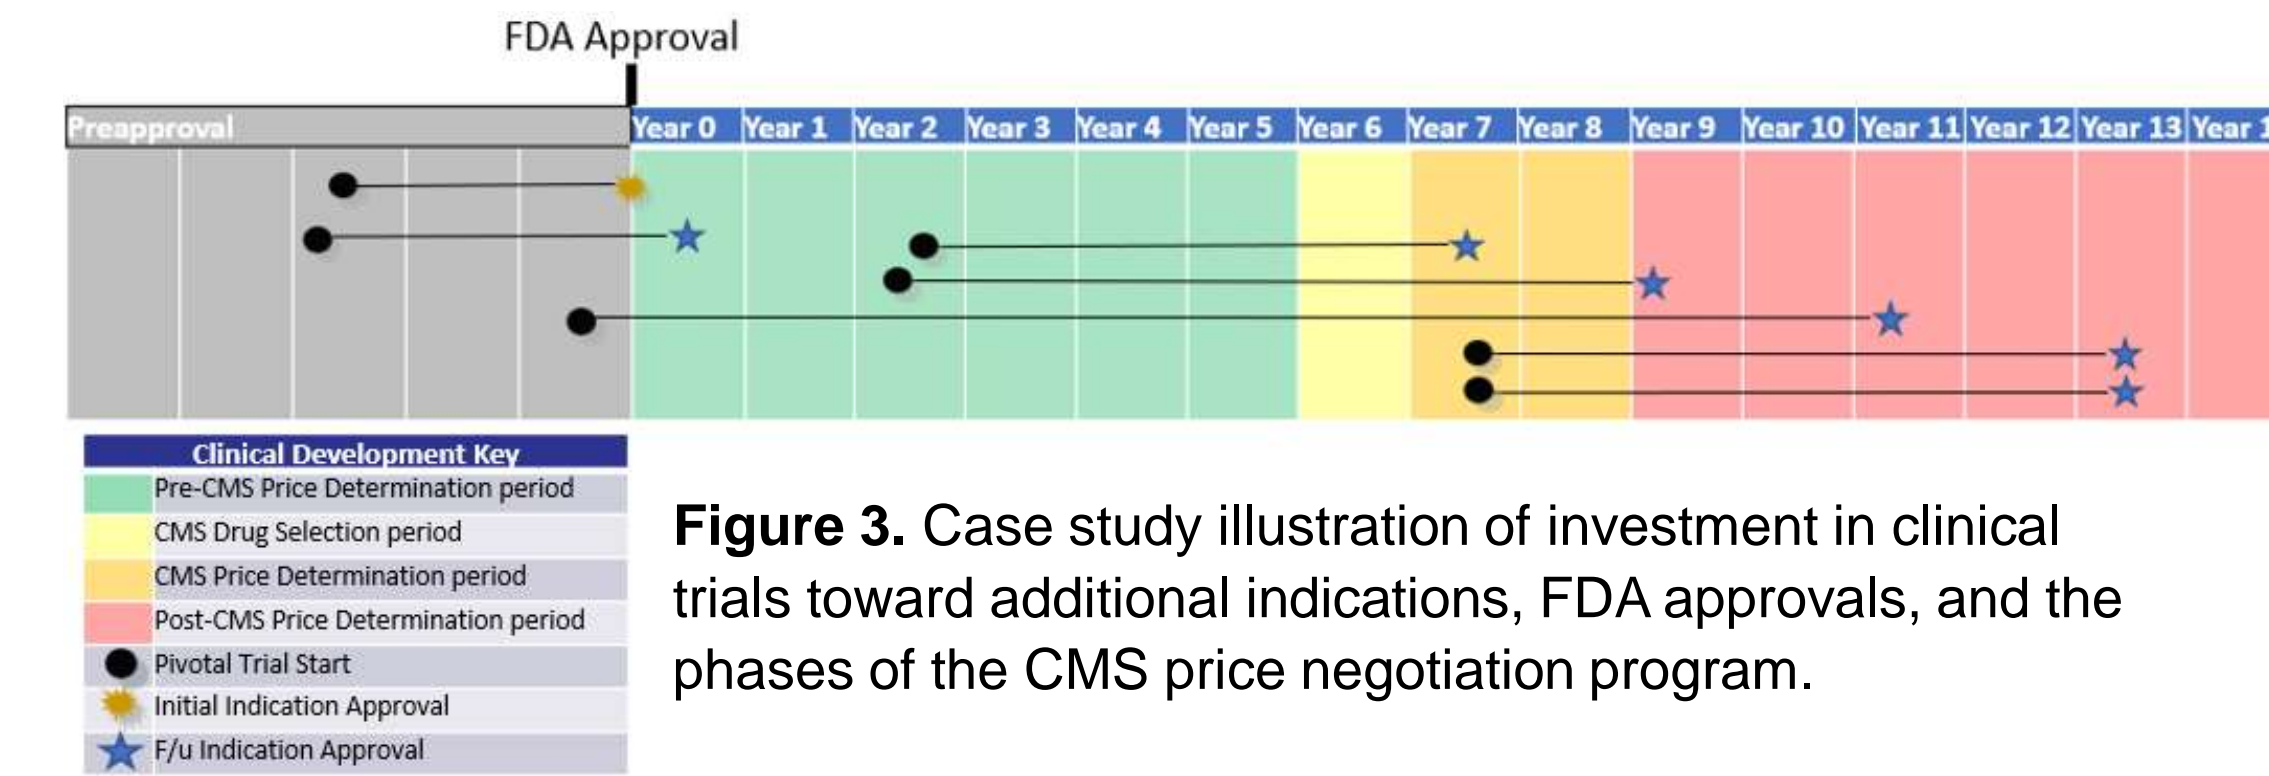 FDA Approval
Preapproval Year 0 Year 1 Year 2 Year 3 Year 4 Year 5 Year 6 Year 7 Year 8 Year 9 Year 10 Year 11 Year 12 Year 13 Year 1
Clinical Development Key
Pre-CMS Price Determination period
CMS Drug Selection period
CMS Price Determination period
Post-CMS Price Determination period
Pivotal Trial Start
Initial Indication Approval
F/u Indication Approval
Figure 3. Case study illustration of investment in clinical
trials toward additional indications, FDA approvals, and the
phases of the CMS price negotiation program.